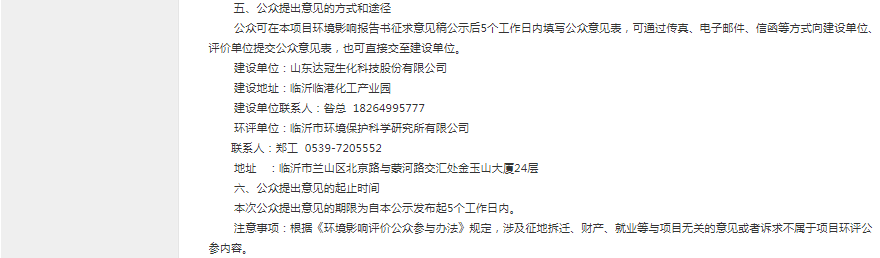 五、公众提出意见的方式和途径
公众可在本项目环境影响报告书征求意见稿公示后5个工作日内填写公众意见表，可通过传真、电子邮件、信函等方式向建设单位、
评价单位提交公众意见表，也可直接交至建设单位。
建设单位：山东达冠生化科技股份有限公司
建设地址：临沂临港化工产业园
建设单位联系人：昝总 18264995777
环评单位：临沂市环境保护科学研究所有限公司
联系人：郑工 0539-7205552
地址 ：临沂市兰山区北京路与蒙河路交汇处金玉山大厦24层
六、公众提出意见的起止时间
本次公众提出意见的期限为自本公示发布起5个工作日内。
注意事项：根据《环境影响评价公众参与办法》规定，涉及征地拆迁、财产、就业等与项目无关的意见或者诉求不属于项目环评公
参内容。